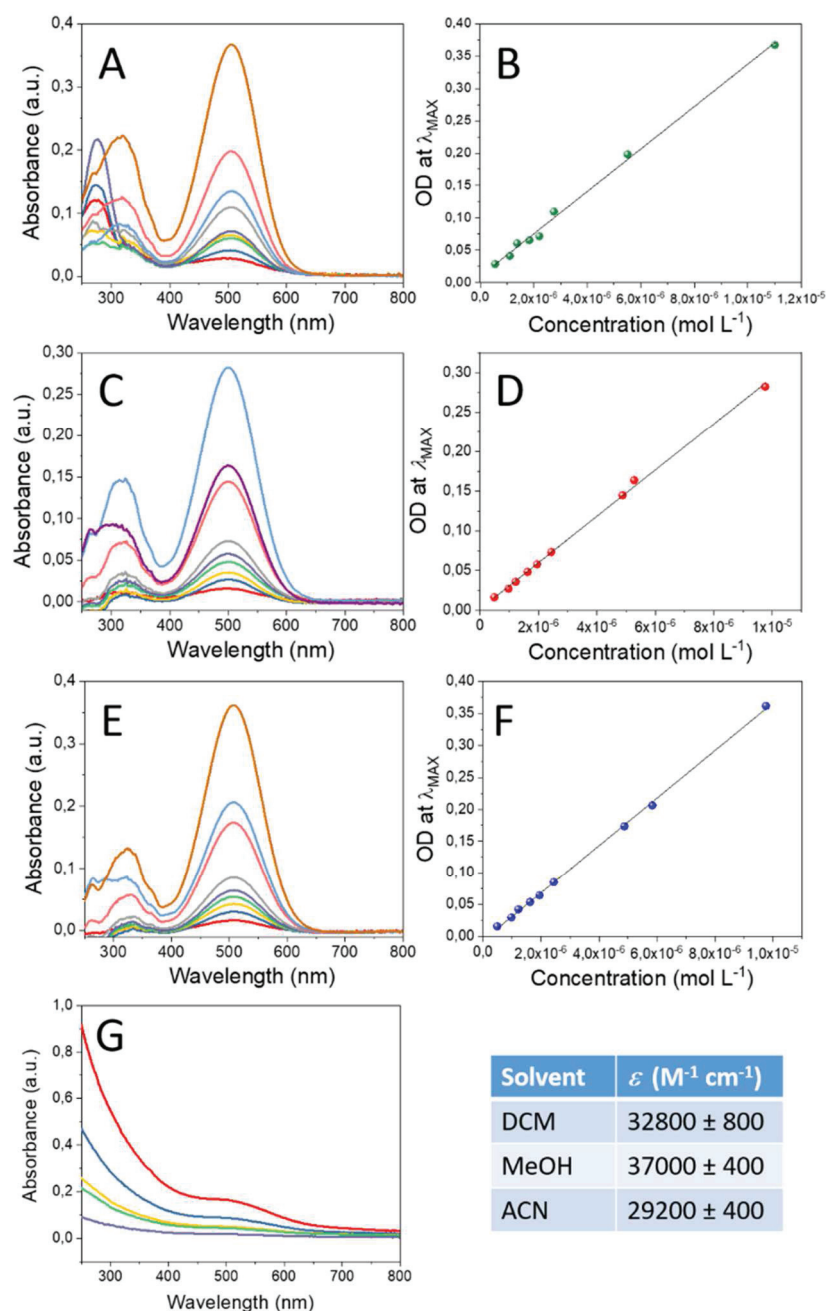 A
0,4
0,3
0,2
0,1
0,0
Absorbance (a.u.)
300 400 500 600 700 800
Wavelength (nm)
B
0,40
0,35
0,30
0,25
0,20
0,15
0,10
0,05
0,00
OD at λMAX
0,0 2,0x10-6 4,0x10-6 6,0x10-6 8,0x10-6 1,0x10-5 1,2x10-5
Concentration (mol L-1)
C
0,30
0,25
0,20
0,15
0,10
0,05
0,00
Absorbance (a.u.)
300 400 500 600 700 800
Wavelength (nm)
D
0,35
0,30
0,25
0,20
0,15
0,10
0,05
0,00
OD at λMAX
0 2x10-6 4x10-6 6x10-6 8x10-6 1x10-5
Concentration (mol L-1)
E
0,4
0,3
0,2
0,1
0,0
Absorbance (a.u.)
300 400 500 600 700 800
Wavelength (nm)
F
0,40
0,35
0,30
0,25
0,20
0,15
0,10
0,05
0,00
OD at λMAX
0,0 2,0x10-6 4,0x10-6 6,0x10-6 8,0x10-6 1,0x10-5
Concentration (mol L-1)
G
1,0
0,8
0,6
0,4
0,2
0,0
Absorbance (a.u.)
300 400 500 600 700 800
Wavelength (nm)
Solvent ε (M-1 cm-1)
DCM 32800 ± 800
MeOH 37000 ± 400
ACN 29200 ± 400